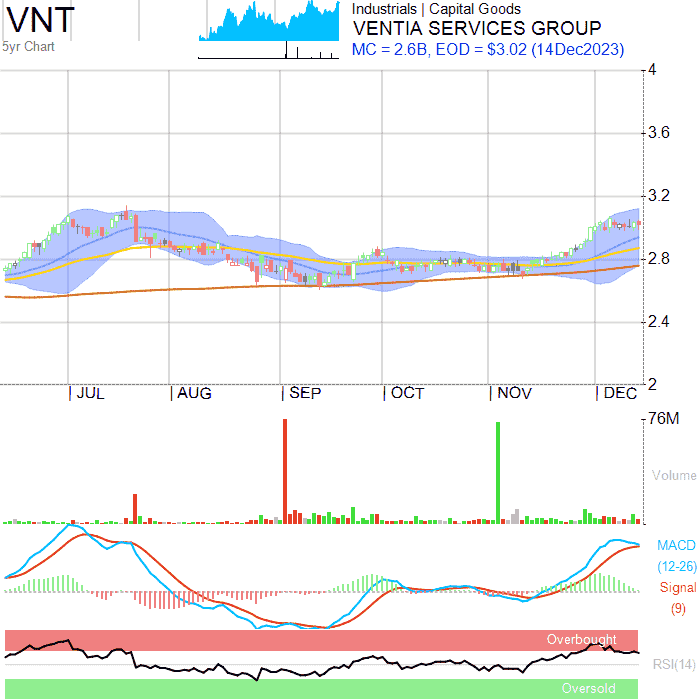 VNT
5yr Chart
Industrials | Capital Goods
VENTIA SERVICES GROUP
MC = 2.6B, EOD = $3.02 (14Dec2023)
4
3.6
3.2
2.8
2.4
2
| JUL | AUG | SEP | OCT | NOV | DEC
76M
Volume
MACD
(12-26)
Signal
(9)
Overbought
RSI(14)
Oversold